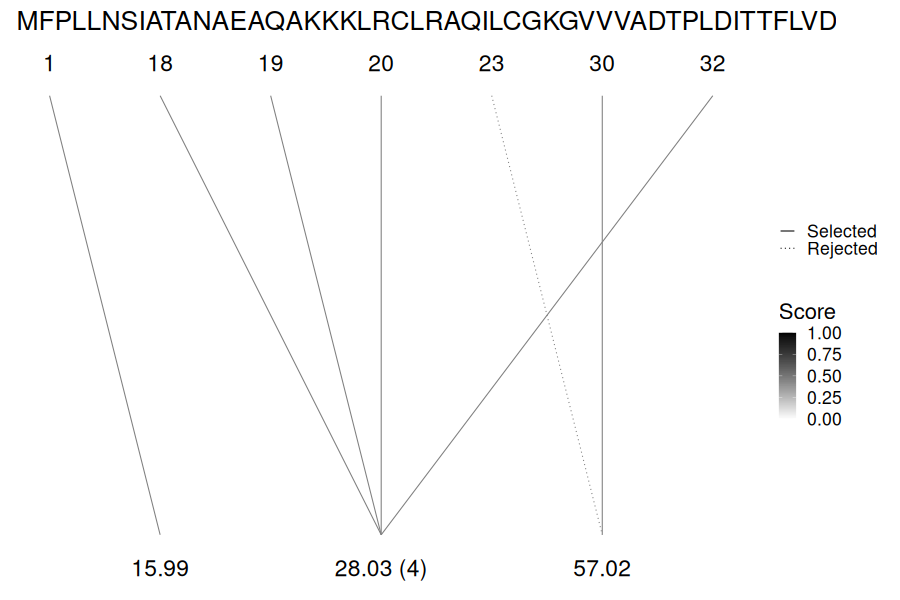 MFPLLNSIATANAEAQAKKKLRCLRAQILCGKGVVVADTPLDITTFLVD
1 18 19 20 23 30 32
Selected
Rejected
Score
1.00
0.75
0.50
0.25
0.00
15.99 28.03 (4) 57.02